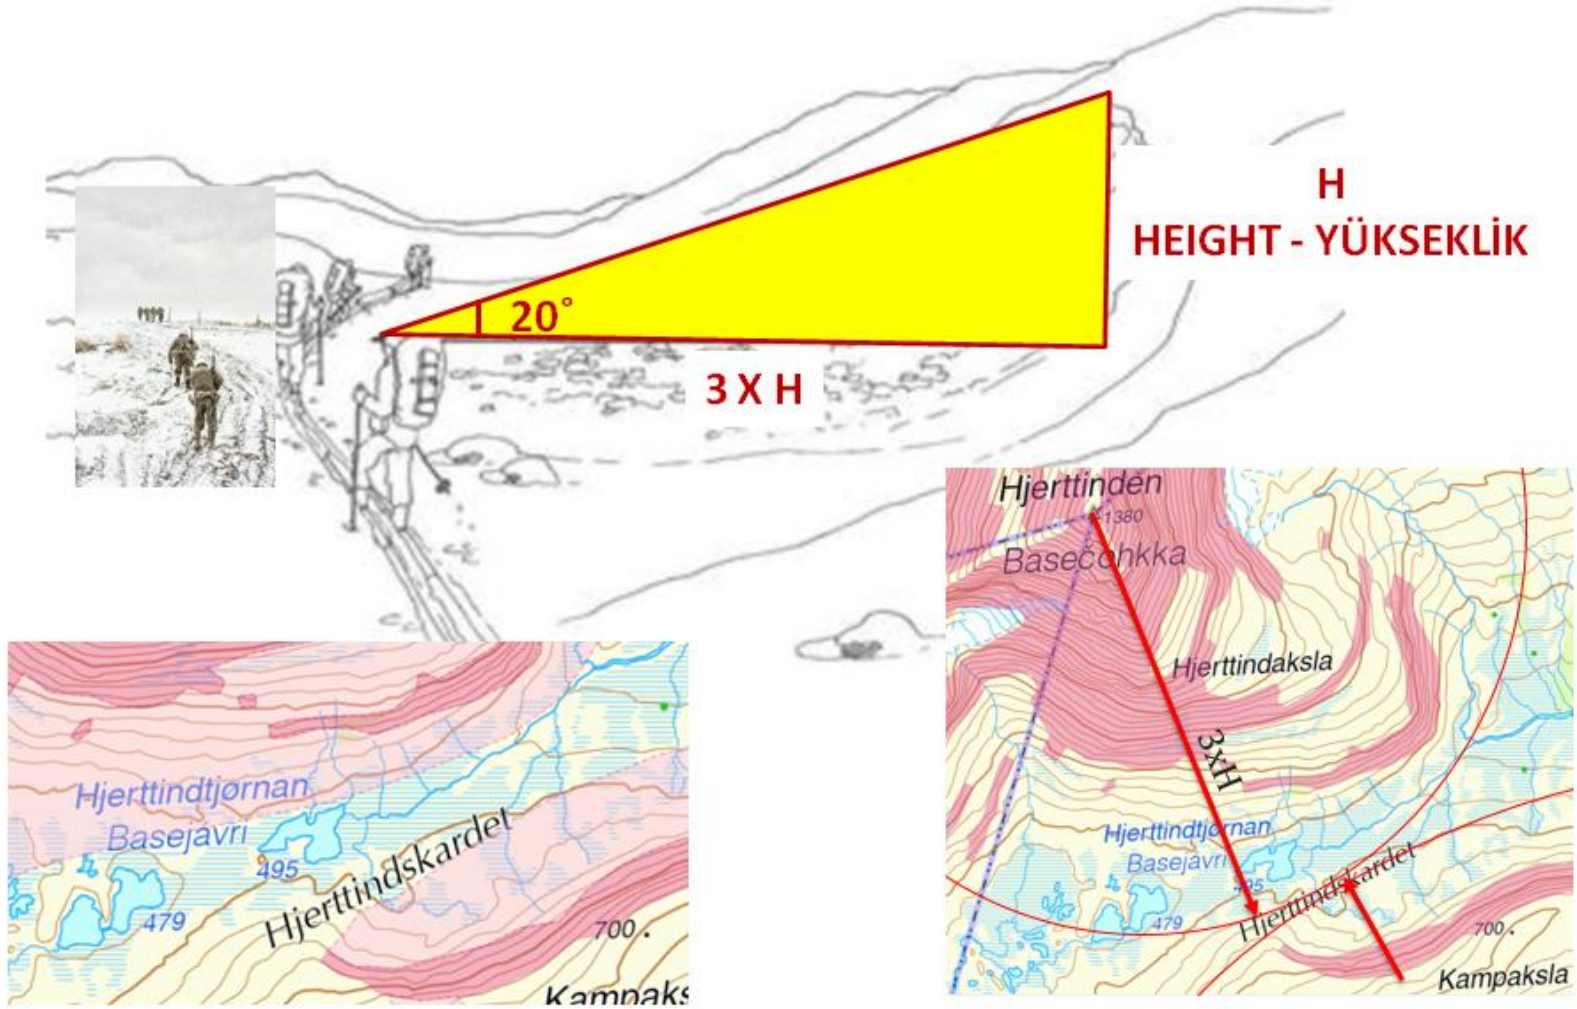 H
HEIGHT - YÜKSEKLİK
20°
3 X H
Hjerttindtjørnan
Basejávri
495
479
Hjerttindskardet
700
Kampaks
Hjerttinden
1380
Basečohkka
Hjerttindaksla
3xH
Hjerttindtjørnan
Basejávri
495
479
Hjerttindskardet
700
Kampaksla